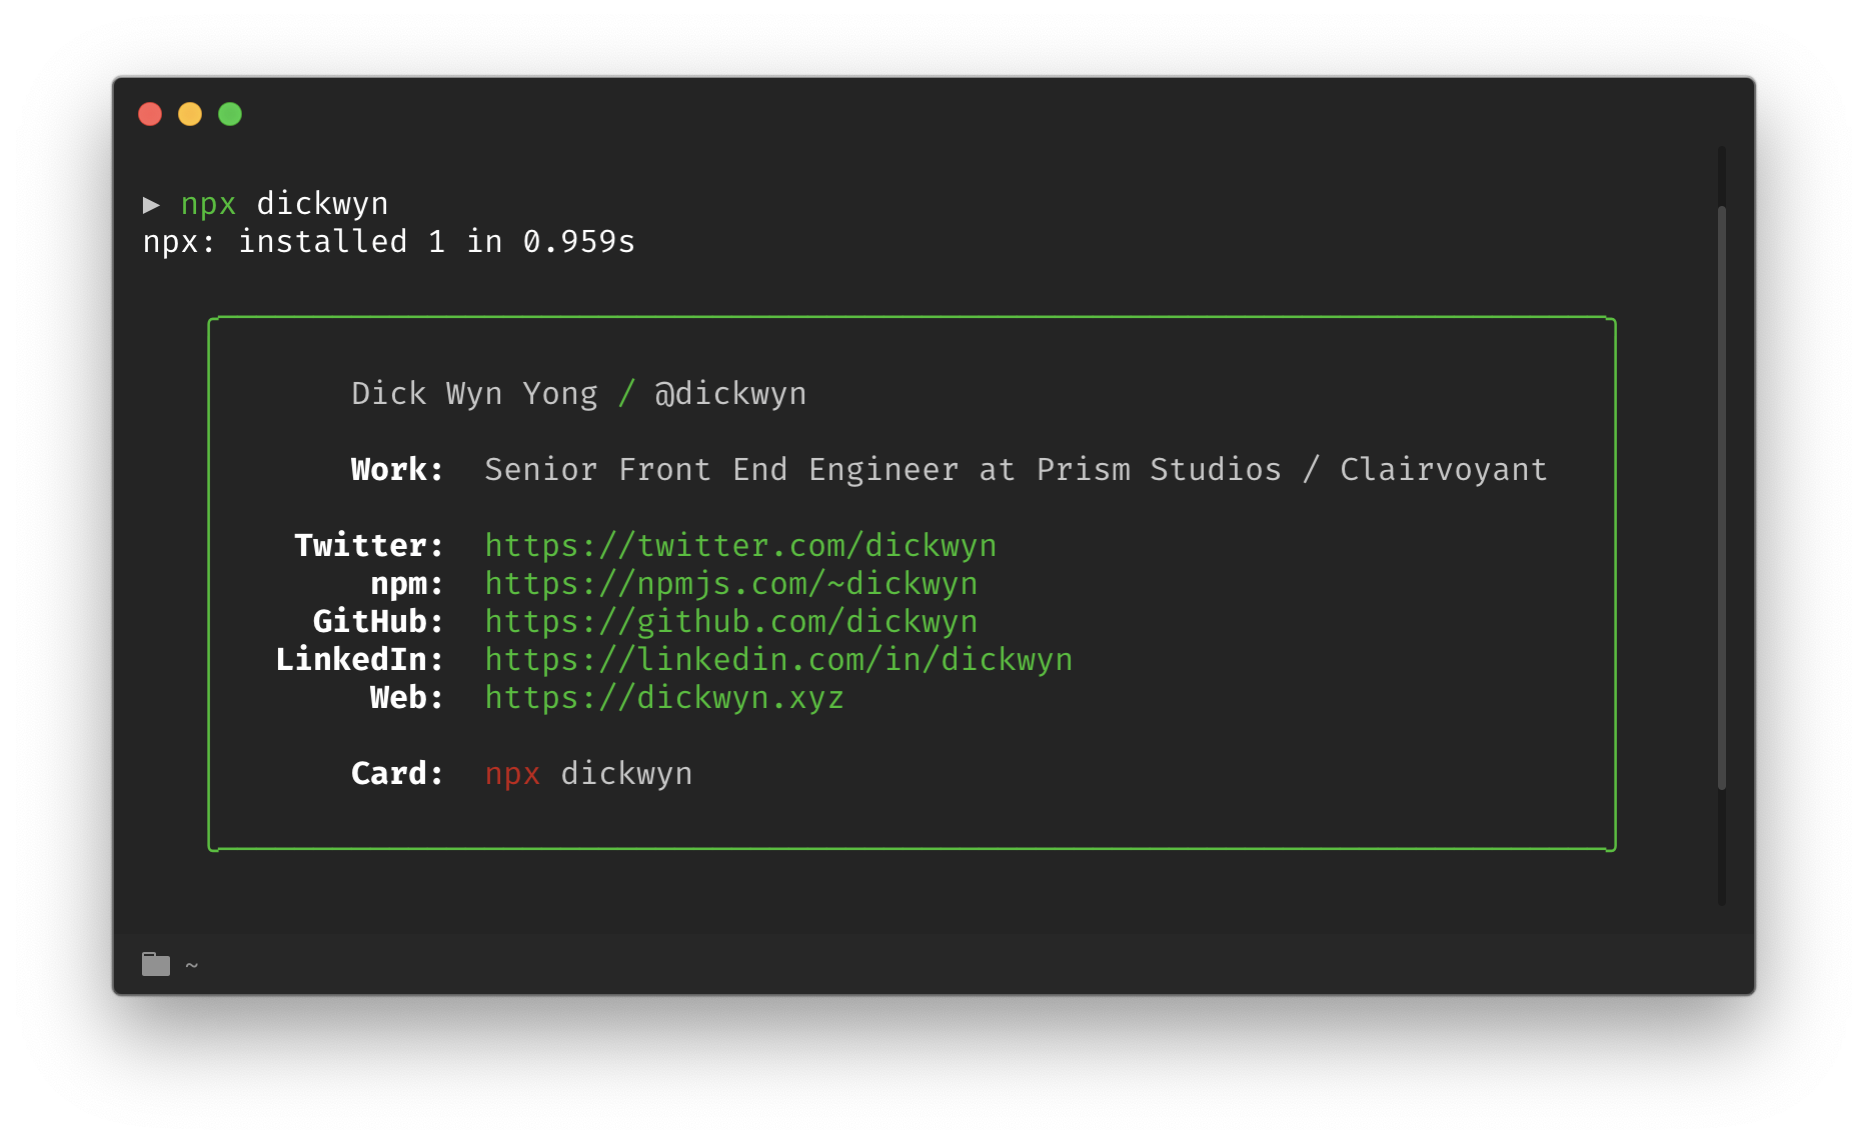 ▶ npx dickwyn
npx: installed 1 in 0.959s
Dick Wyn Yong / @dickwyn
Work: Senior Front End Engineer at Prism Studios / Clairvoyant
Twitter: https://twitter.com/dickwyn
npm: https://npmjs.com/~dickwyn
GitHub: https://github.com/dickwyn
LinkedIn: https://linkedin.com/in/dickwyn
Web: https://dickwyn.xyz
Card: npx dickwyn
~